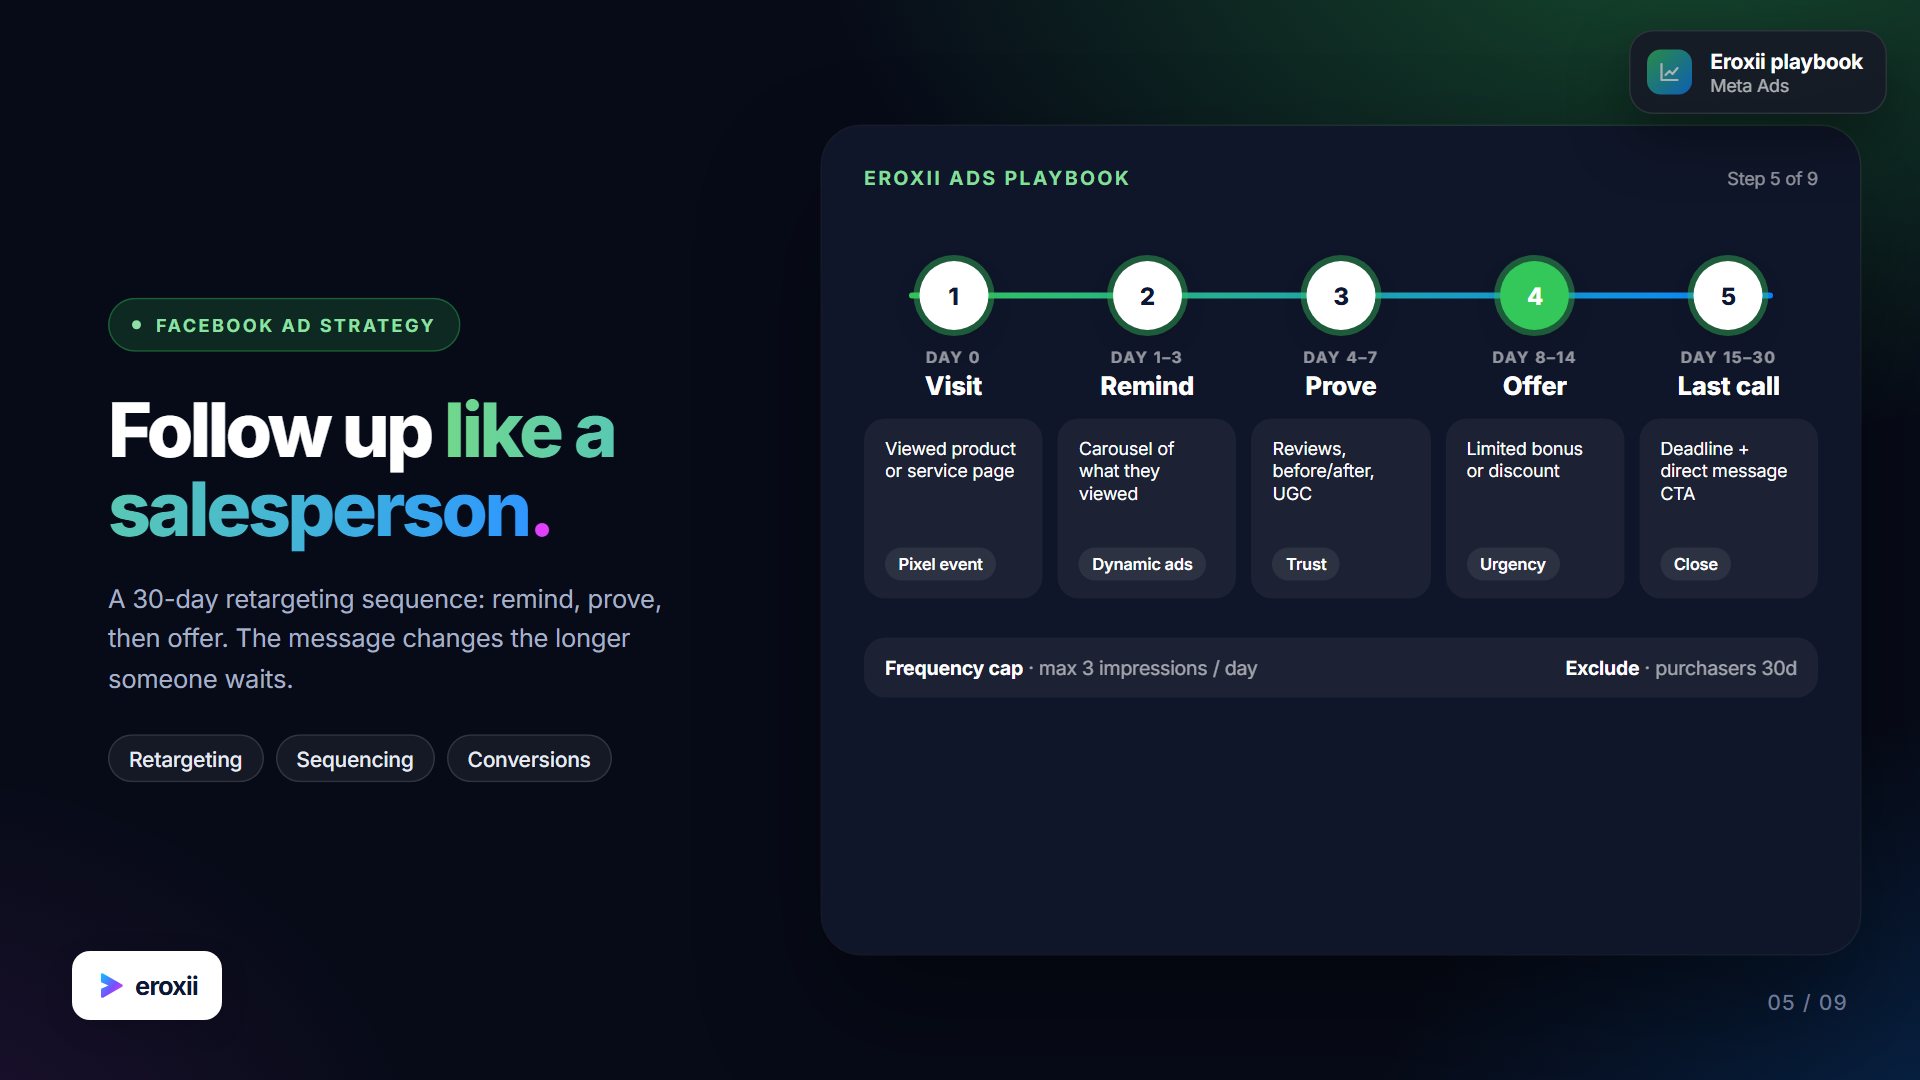 Eroxii playbook
Meta Ads
FACEBOOK AD STRATEGY
Follow up like a
salesperson.
A 30-day retargeting sequence: remind, prove,
then offer. The message changes the longer
someone waits.
Retargeting
Sequencing
Conversions
EROXII ADS PLAYBOOK
Step 5 of 9
1
DAY 0
Visit
Viewed product
or service page
Pixel event
2
DAY 1–3
Remind
Carousel of
what they
viewed
Dynamic ads
3
DAY 4–7
Prove
Reviews,
before/after,
UGC
Trust
4
DAY 8–14
Offer
Limited bonus
or discount
Urgency
5
DAY 15–30
Last call
Deadline +
direct message
CTA
Close
Frequency cap · max 3 impressions / day
Exclude · purchasers 30d
eroxii
05 / 09